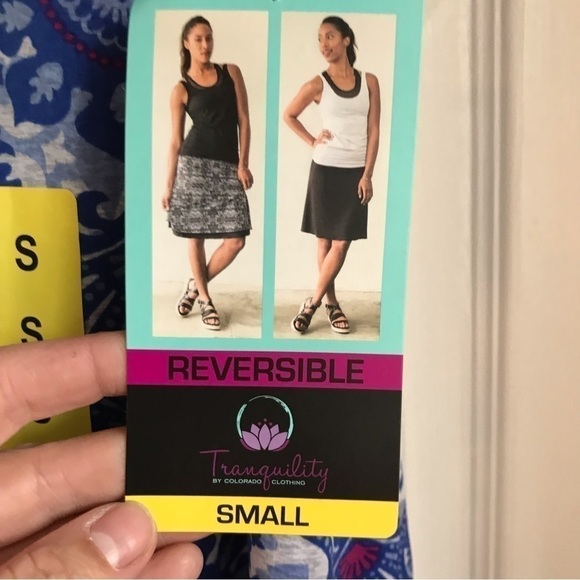 S
S
REVERSIBLE
Tranquility
BY COLORADO CLOTHING
SMALL